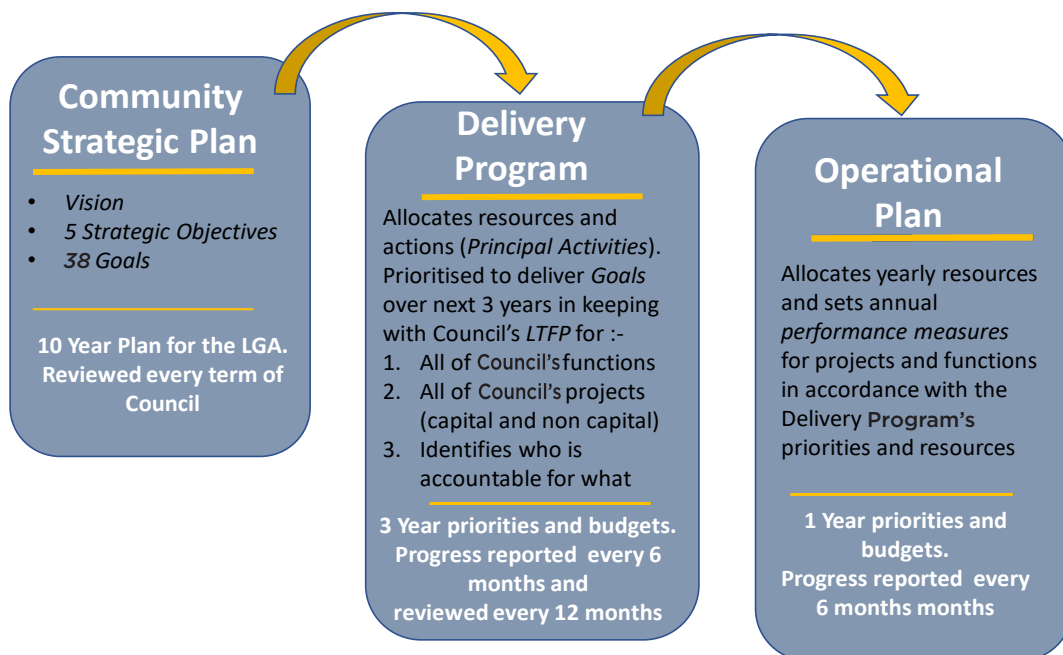 Community
Strategic Plan
• Vision
• 5 Strategic Objectives
• 38 Goals
10 Year Plan for the LGA.
Reviewed every term of
Council
Delivery
Program
Allocates resources and
actions (Principal Activities).
Prioritised to deliver Goals
over next 3 years in keeping
with Council's LTFP for :-
1. All of Council's functions
2. All of Council's projects
(capital and non capital)
3. Identifies who is
accountable for what
3 Year priorities and budgets.
Progress reported every 6
months and
reviewed every 12 months
Operational
Plan
Allocates yearly resources
and sets annual
performance measures
for projects and functions
in accordance with the
Delivery Program's
priorities and resources
1 Year priorities and
budgets.
Progress reported every
6 months months